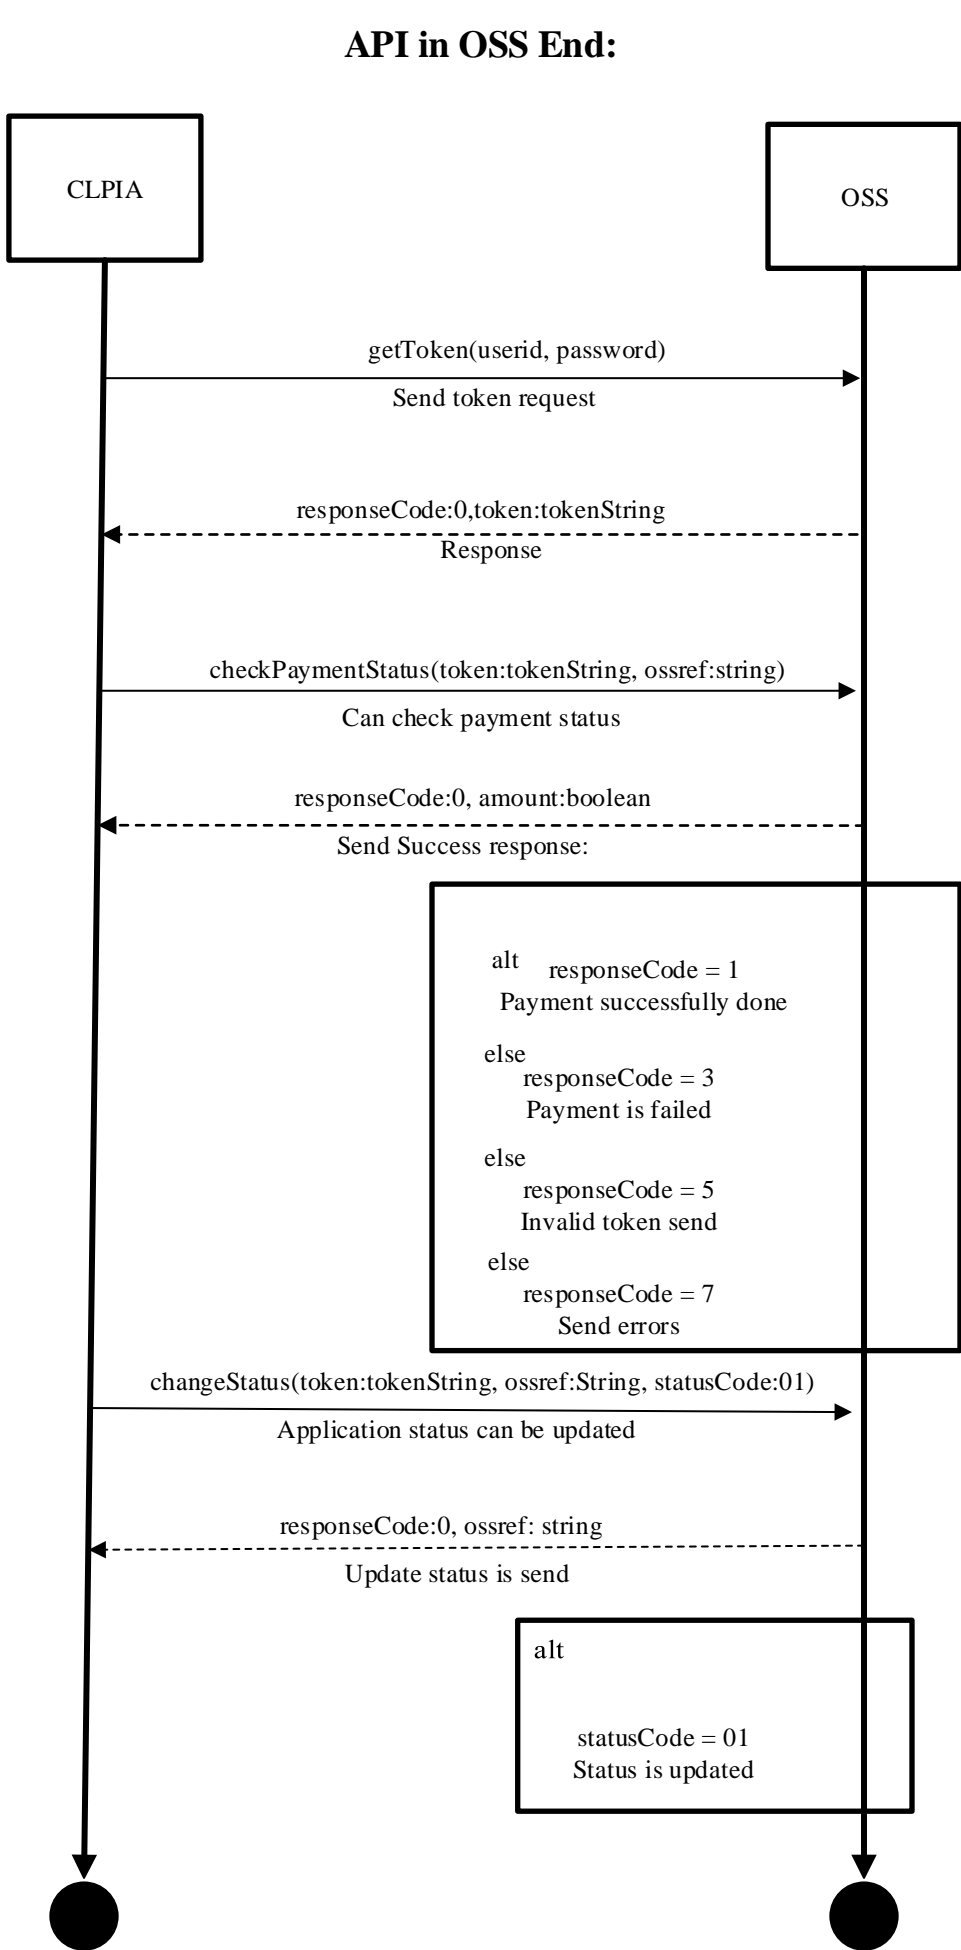 API in OSS End:
CLPIA
OSS
getToken(userid, password)
Send token request
responseCode:0,token:tokenString
Response
checkPaymentStatus(token:tokenString, ossref:string)
Can check payment status
responseCode:0, amount:boolean
Send Success response:
alt responseCode = 1
Payment successfully done
else
responseCode = 3
Payment is failed
else
responseCode = 5
Invalid token send
else
responseCode = 7
Send errors
changeStatus(token:tokenString, ossref:String, statusCode:01)
Application status can be updated
responseCode:0, ossref: string
Update status is send
alt
statusCode = 01
Status is updated